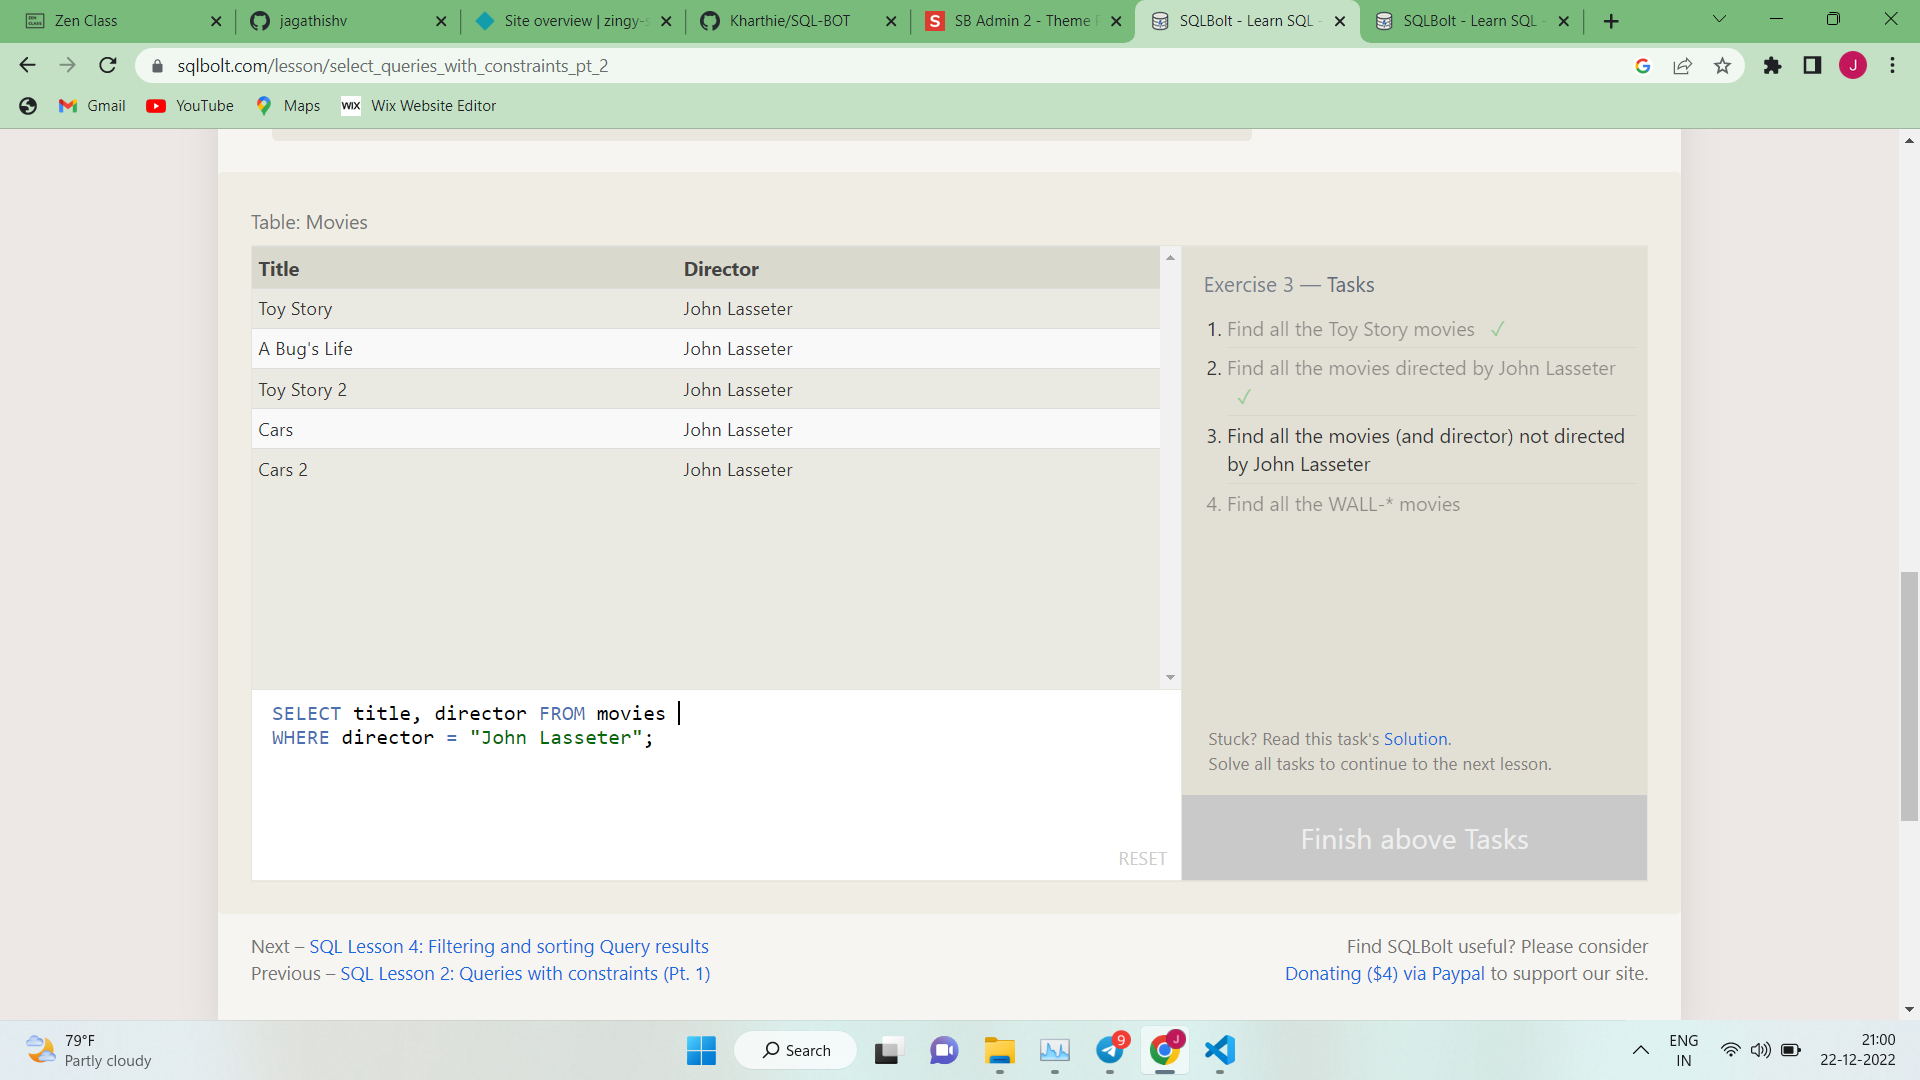 Zen Class
jagathishv
Site overview | zingy-s
Kharthie/SQL-BOT
SB Admin 2 - Theme P
SQLBolt - Learn SQL -
SQLBolt - Learn SQL -
sqlbolt.com/lesson/select_queries_with_constraints_pt_2
J
Gmail
YouTube
Maps
WIX Wix Website Editor
Table: Movies
Title Director
Toy Story John Lasseter
A Bug's Life John Lasseter
Toy Story 2 John Lasseter
Cars John Lasseter
Cars 2 John Lasseter
Exercise 3 — Tasks
1. Find all the Toy Story movies ✓
2. Find all the movies directed by John Lasseter
✓
3. Find all the movies (and director) not directed
by John Lasseter
4. Find all the WALL-* movies
SELECT title, director FROM movies
WHERE director = "John Lasseter";
RESET
Stuck? Read this task's Solution.
Solve all tasks to continue to the next lesson.
Finish above Tasks
Next – SQL Lesson 4: Filtering and sorting Query results
Previous – SQL Lesson 2: Queries with constraints (Pt. 1)
Find SQLBolt useful? Please consider
Donating ($4) via Paypal to support our site.
79°F
Partly cloudy
Search
9
J
ENG
IN
21:00
22-12-2022